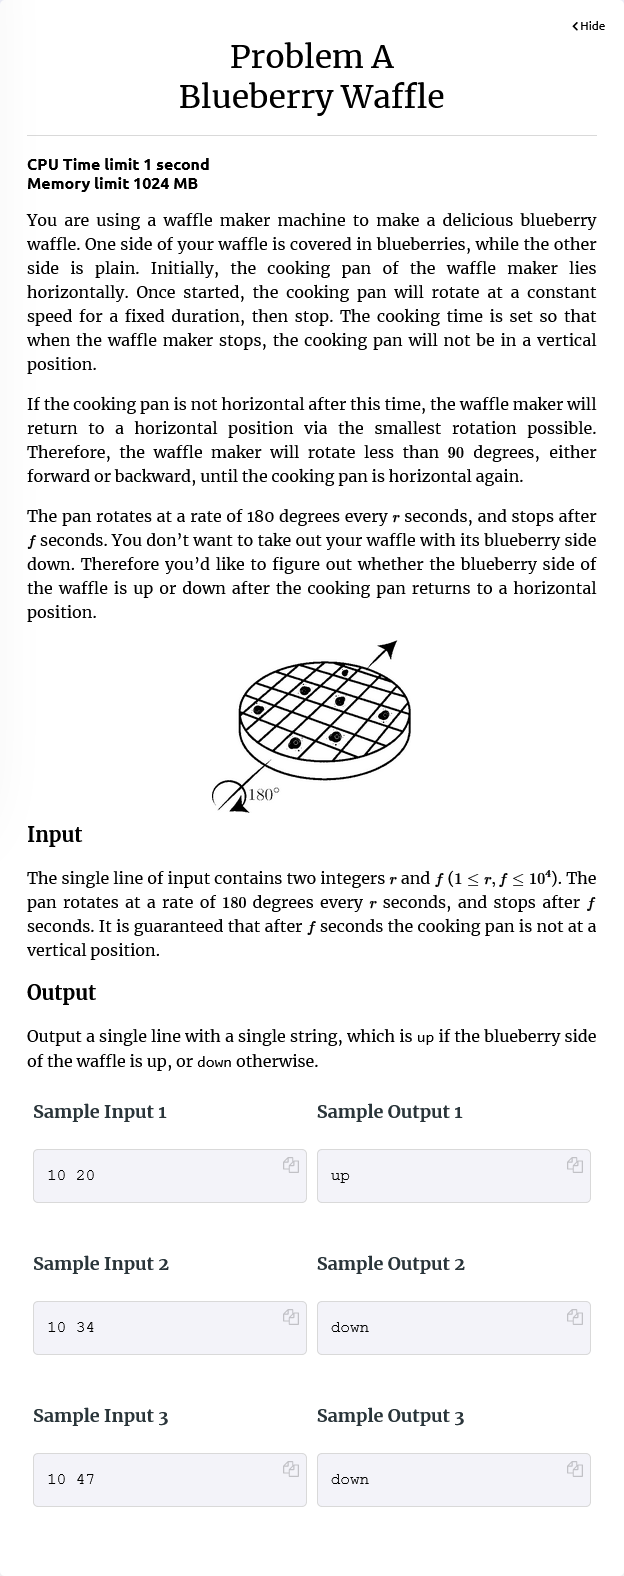 Hide
Problem A
Blueberry Waffle
CPU Time limit 1 second
Memory limit 1024 MB
You are using a waffle maker machine to make a delicious blueberry
waffle. One side of your waffle is covered in blueberries, while the other
side is plain. Initially, the cooking pan of the waffle maker lies
horizontally. Once started, the cooking pan will rotate at a constant
speed for a fixed duration, then stop. The cooking time is set so that
when the waffle maker stops, the cooking pan will not be in a vertical
position.
If the cooking pan is not horizontal after this time, the waffle maker will
return to a horizontal position via the smallest rotation possible.
Therefore, the waffle maker will rotate less than 90 degrees, either
forward or backward, until the cooking pan is horizontal again.
The pan rotates at a rate of 180 degrees every r seconds, and stops after
f seconds. You don’t want to take out your waffle with its blueberry side
down. Therefore you’d like to figure out whether the blueberry side of
the waffle is up or down after the cooking pan returns to a horizontal
position.
180°
Input
The single line of input contains two integers r and f (1 ≤ r, f ≤ 10⁴). The
pan rotates at a rate of 180 degrees every r seconds, and stops after f
seconds. It is guaranteed that after f seconds the cooking pan is not at a
vertical position.
Output
Output a single line with a single string, which is up if the blueberry side
of the waffle is up, or down otherwise.
Sample Input 1 Sample Output 1
10 20 up
Sample Input 2 Sample Output 2
10 34 down
Sample Input 3 Sample Output 3
10 47 down